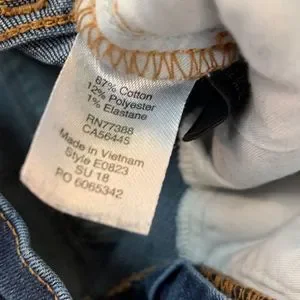 87% Cotton
12% Polyester
1% Elastane
RN77388
CA56445
Made in Vietnam
Style E0823
SU 18
PO 6065342